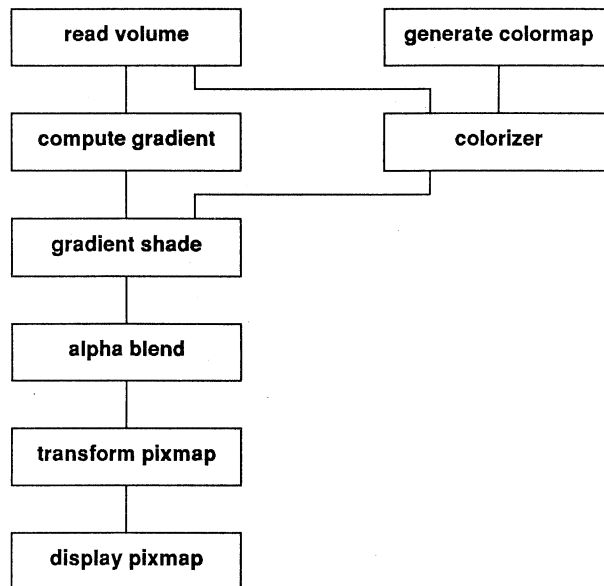 read volume
generate colormap
compute gradient
colorizer
gradient shade
alpha blend
transform pixmap
display pixmap